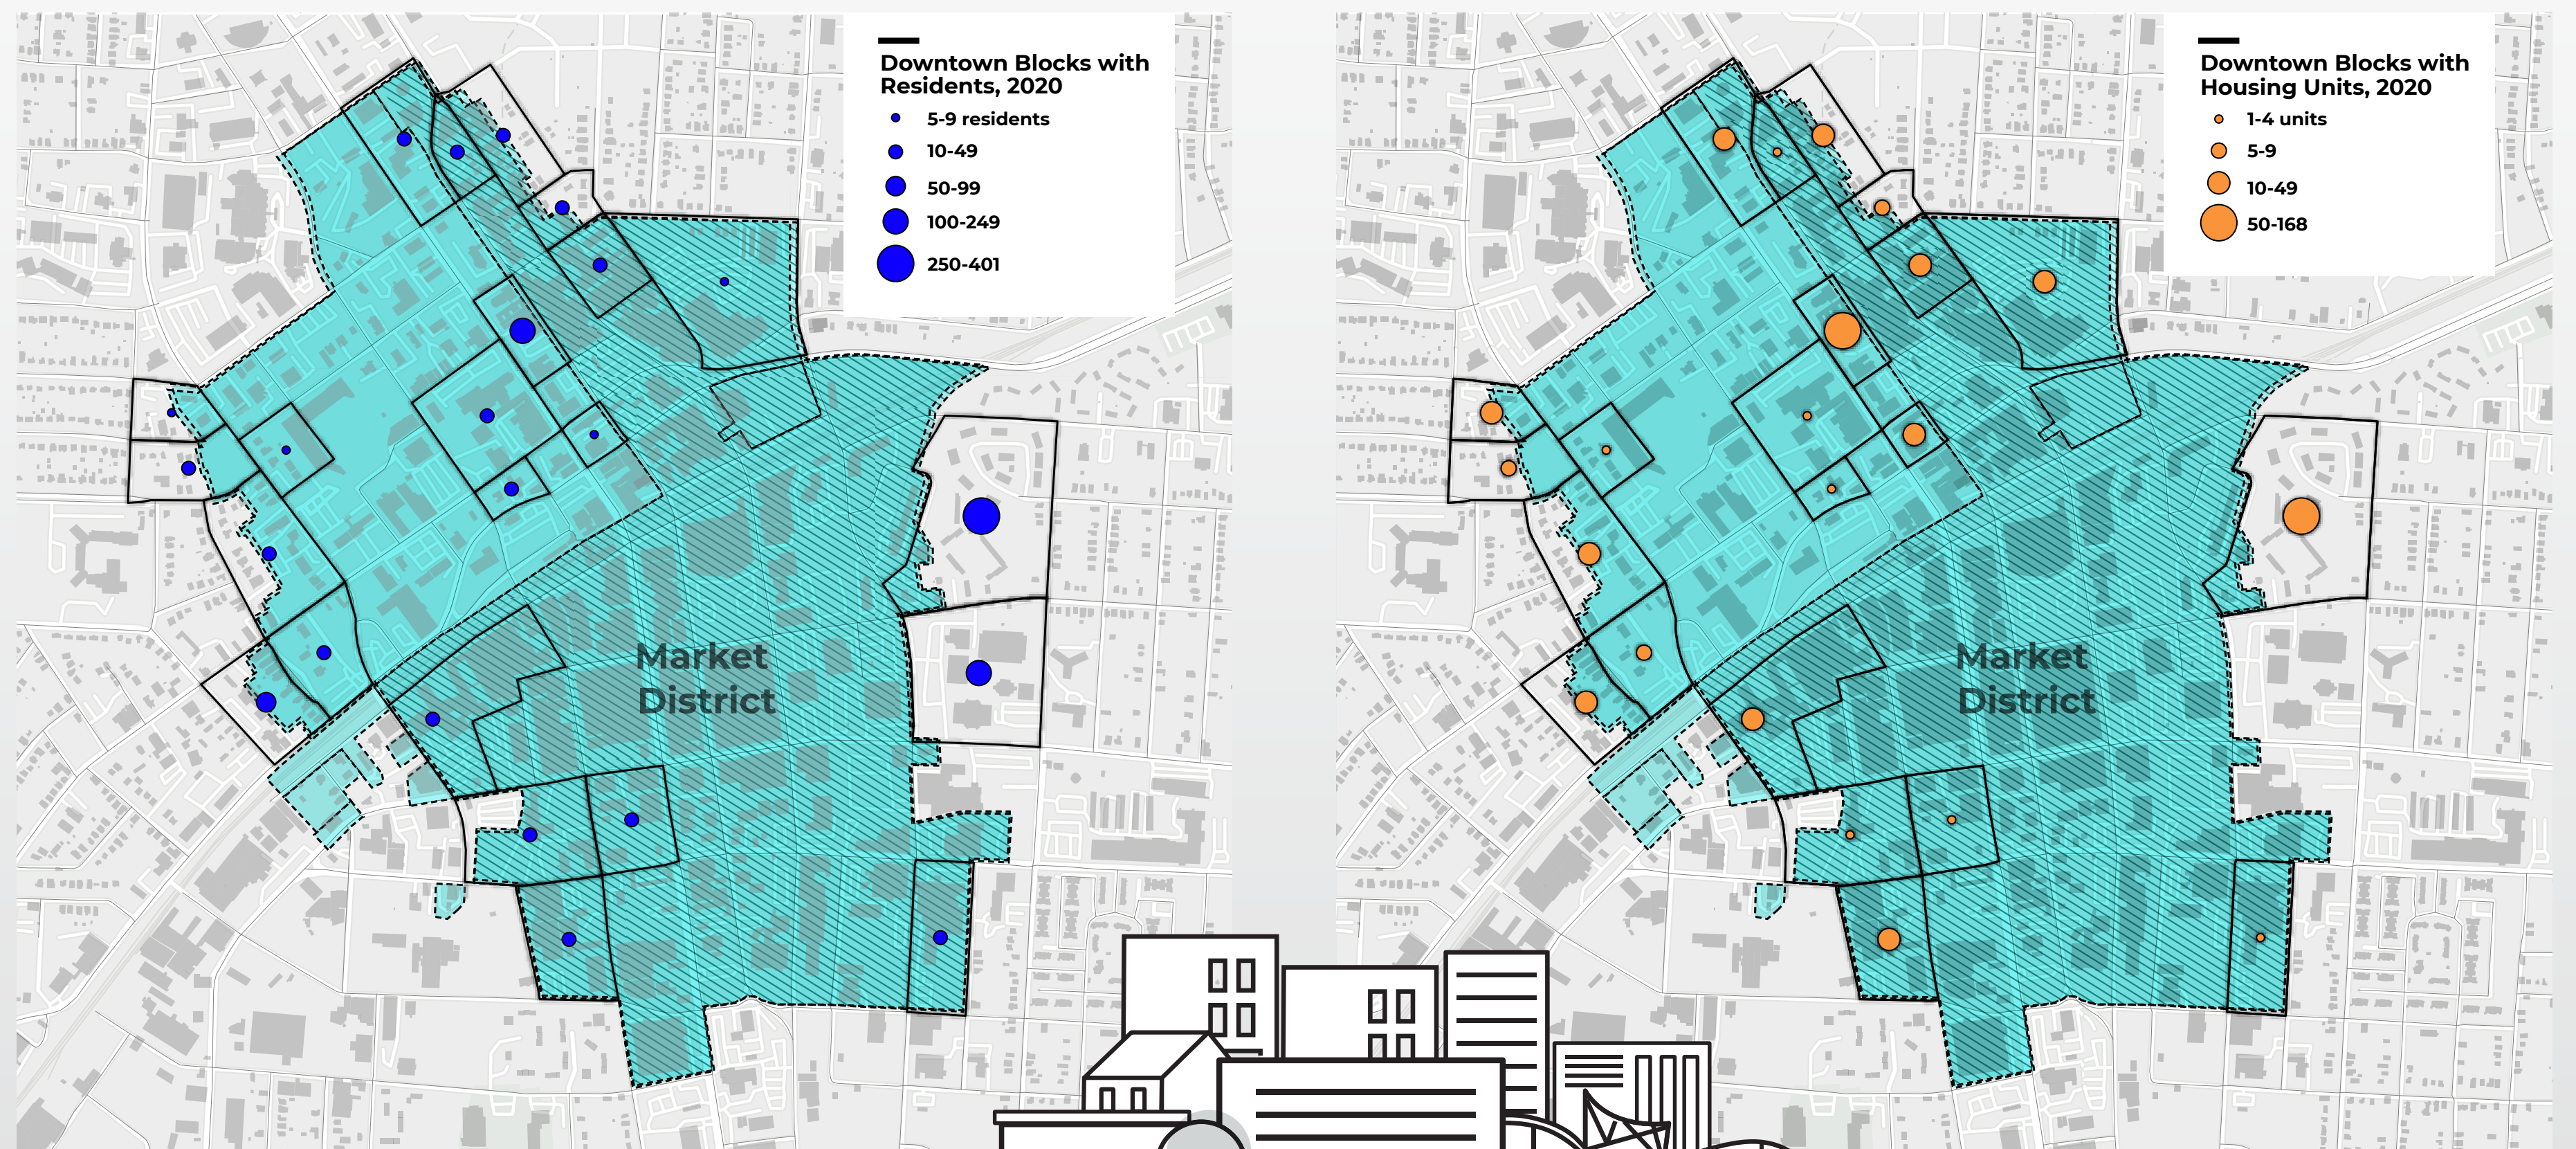 Downtown Blocks with
Residents, 2020
5-9 residents
10-49
50-99
100-249
250-401
Market
District
Downtown Blocks with
Housing Units, 2020
1-4 units
5-9
10-49
50-168
Market
District